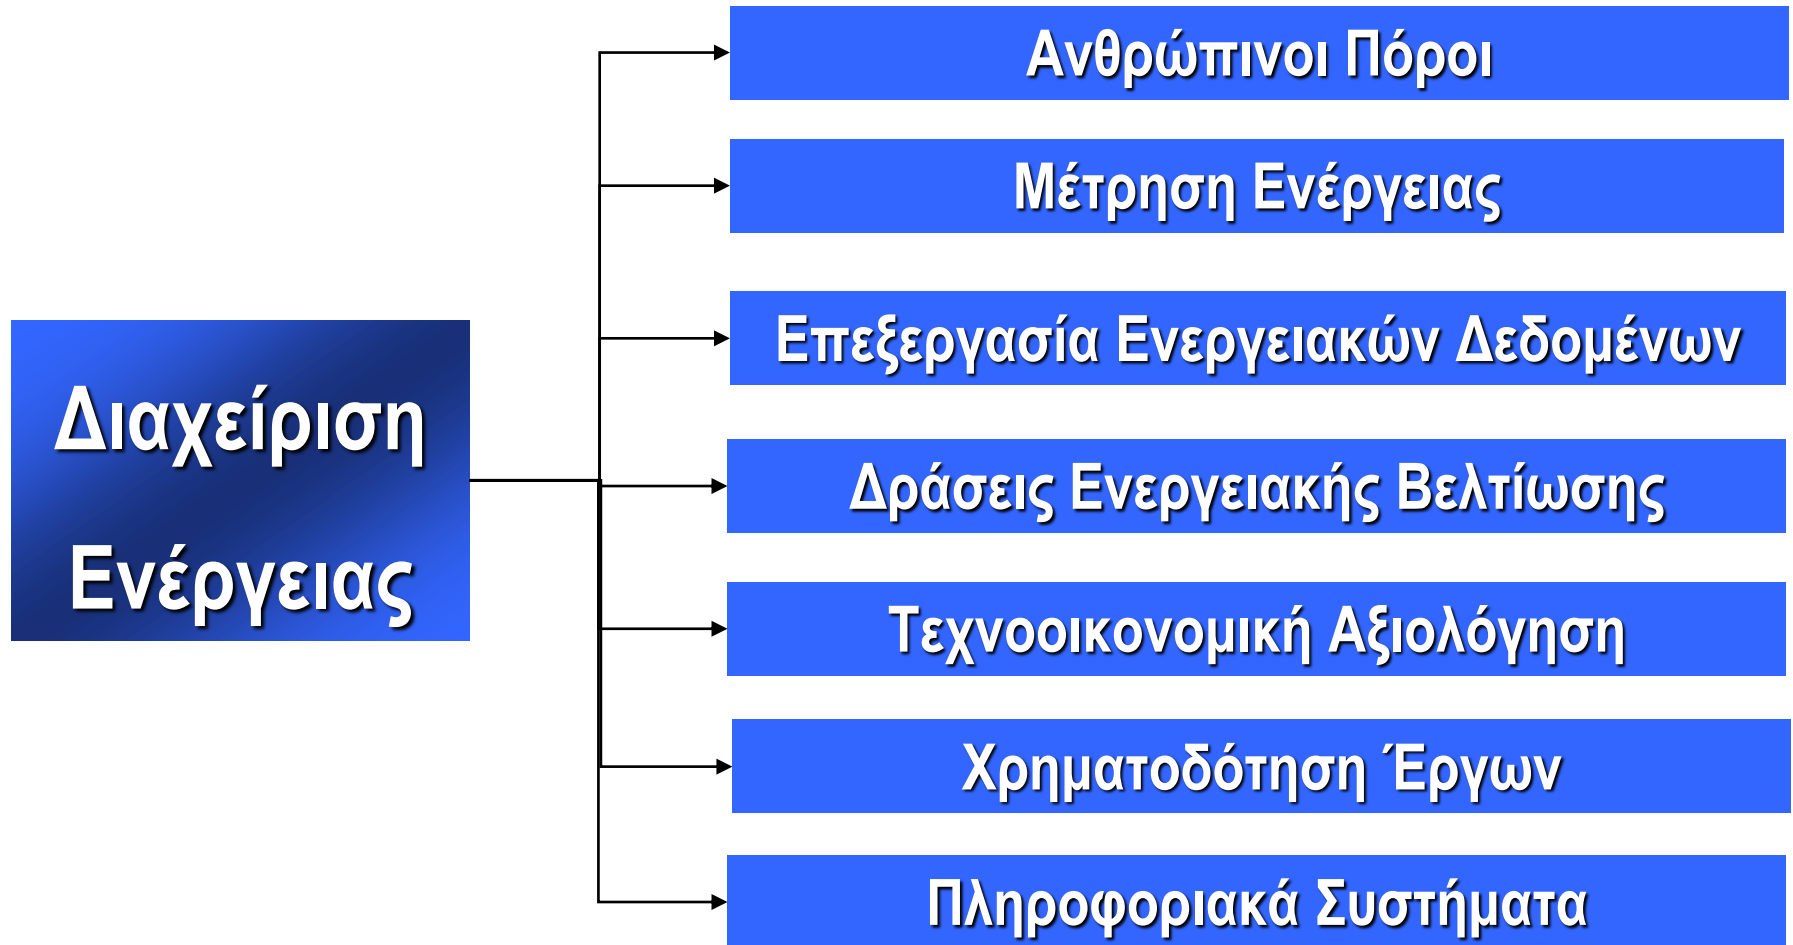 Διαχείριση
Ενέργειας
Ανθρώπινοι Πόροι
Μέτρηση Ενέργειας
Επεξεργασία Ενεργειακών Δεδομένων
Δράσεις Ενεργειακής Βελτίωσης
Τεχνοοικονομική Αξιολόγηση
Χρηματοδότηση Έργων
Πληροφοριακά Συστήματα